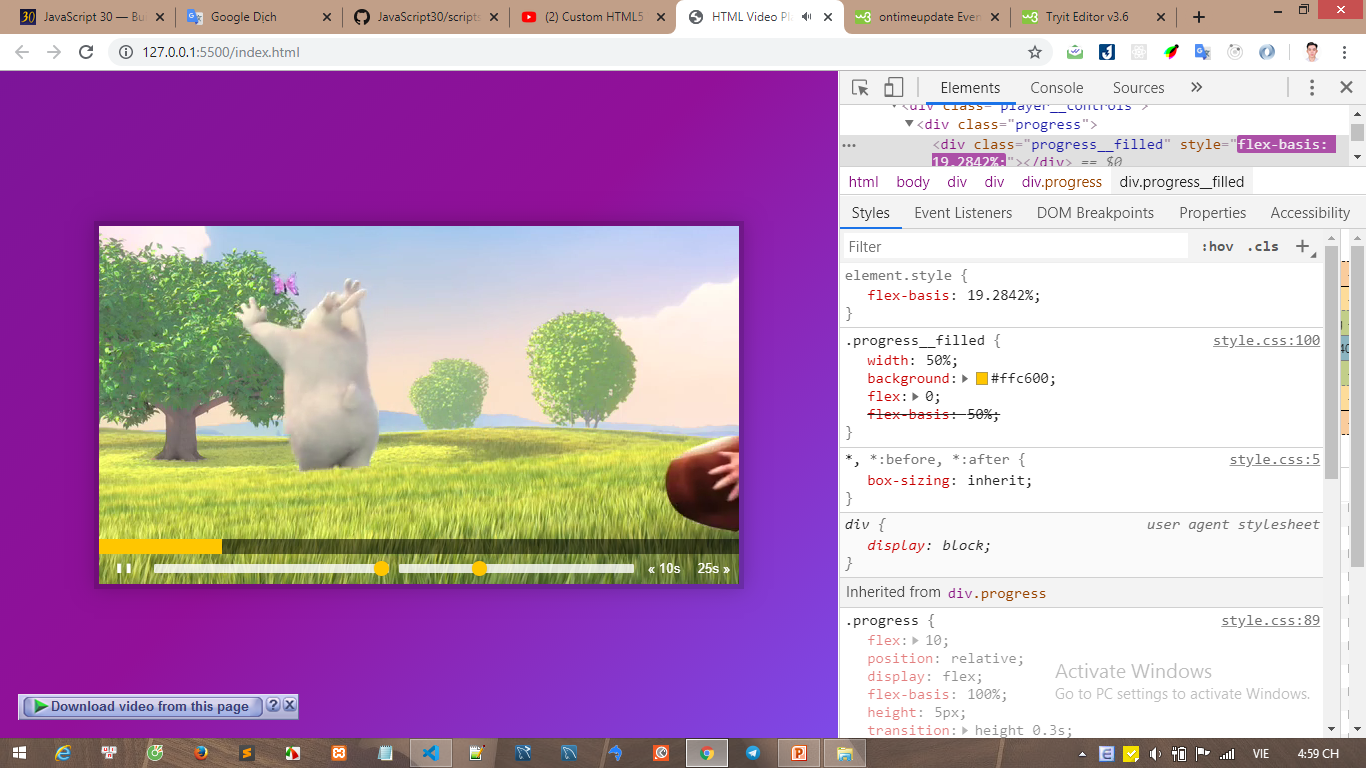 JavaScript 30 — Bu
Google Dịch
JavaScript30/scripts
(2) Custom HTML5
HTML Video Pl
ontimeupdate Even
Tryit Editor v3.6
127.0.0.1:5500/index.html
Elements
Console
Sources
<div class="player__controls">
<div class="progress">
<div class="progress__filled" style="flex-basis:
19.2842%;"></div> == $0
html body div div div.progress div.progress__filled
Styles Event Listeners DOM Breakpoints Properties Accessibility
Filter
:hov .cls
element.style {
flex-basis: 19.2842%;
}
.progress__filled {
style.css:100
width: 50%;
background: #ffc600;
flex: 0;
flex-basis: 50%;
}
*, *:before, *:after {
style.css:5
box-sizing: inherit;
}
div {
user agent stylesheet
display: block;
}
Inherited from div.progress
.progress {
style.css:89
flex: 10;
position: relative;
display: flex;
flex-basis: 100%;
height: 5px;
transition: height 0.3s;
« 10s
25s »
Download video from this page
Activate Windows
Go to PC settings to activate Windows.
VIE
4:59 CH